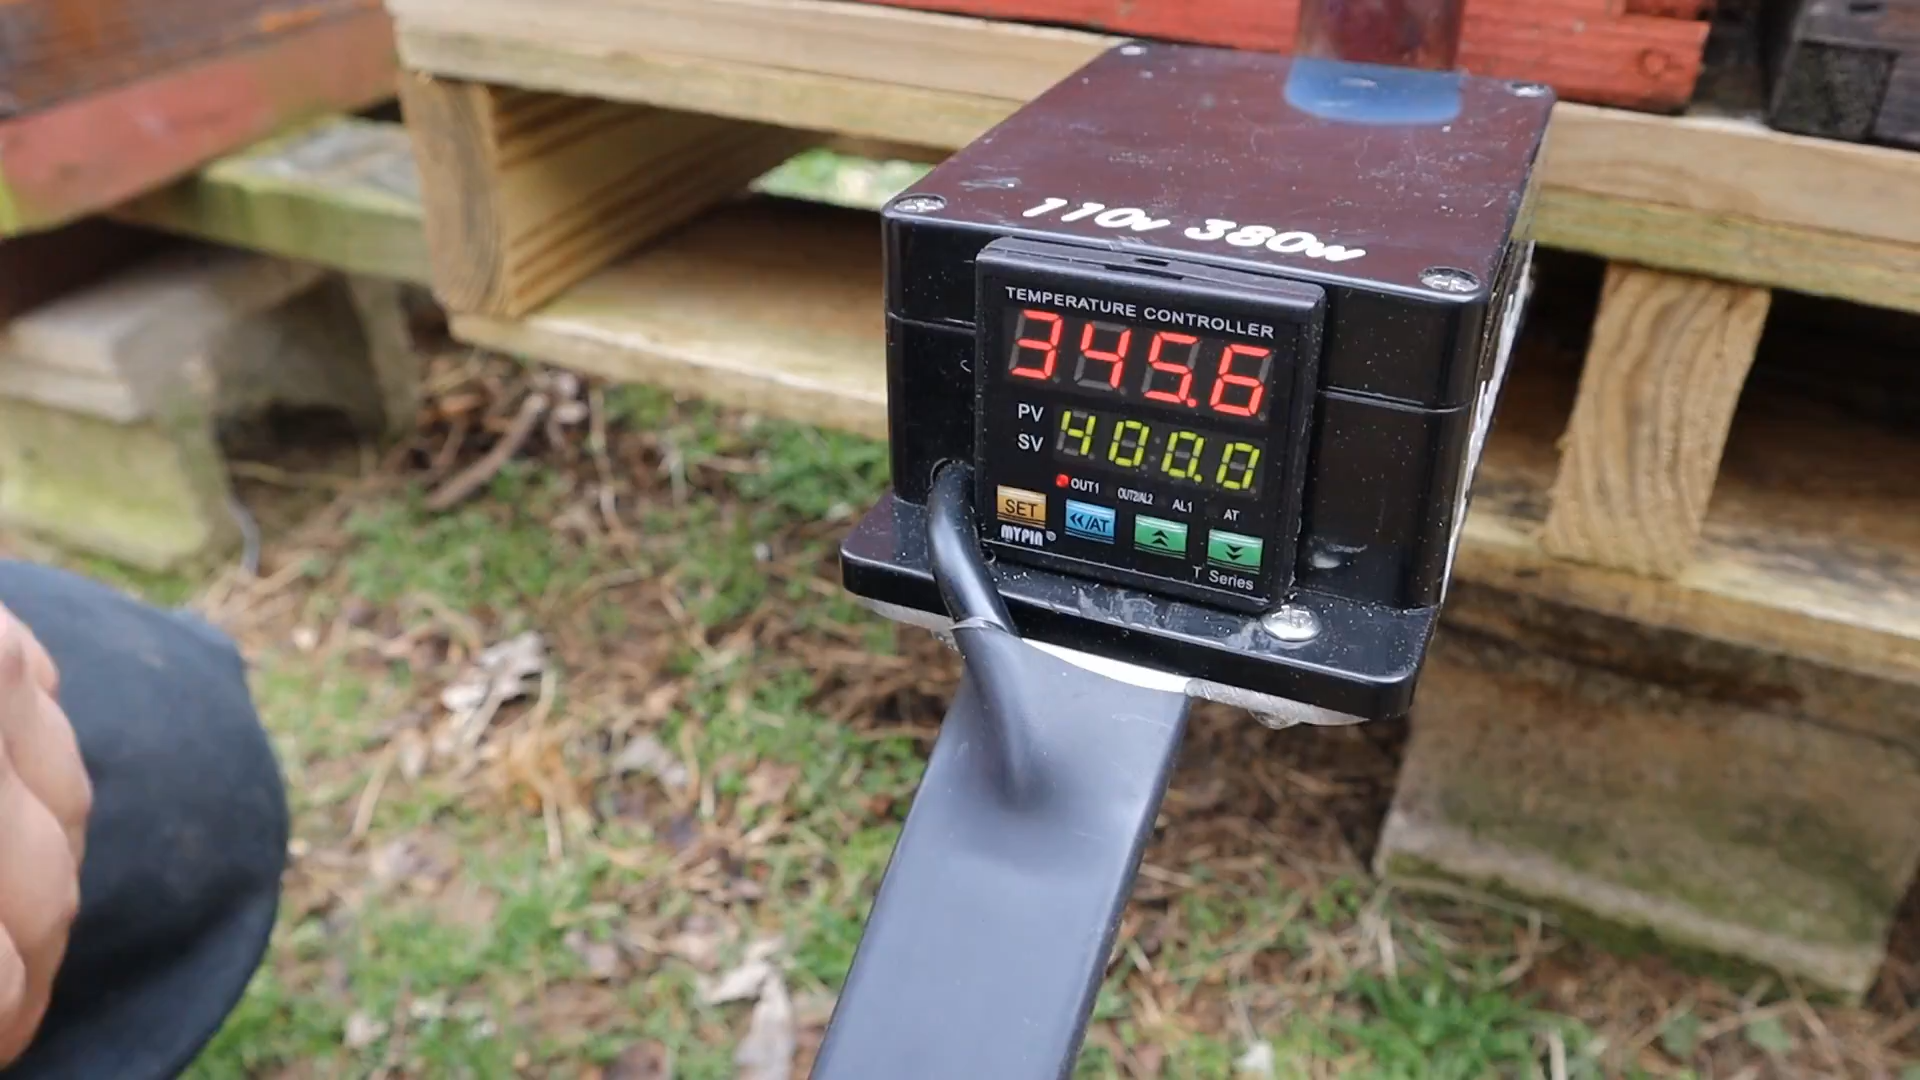 110v 380w
TEMPERATURE CONTROLLER
345.6
PV
SV
400.0
OUT1 OUT2/AL2 AL1 AT
SET
≪/AT
MYPIN®
T Series